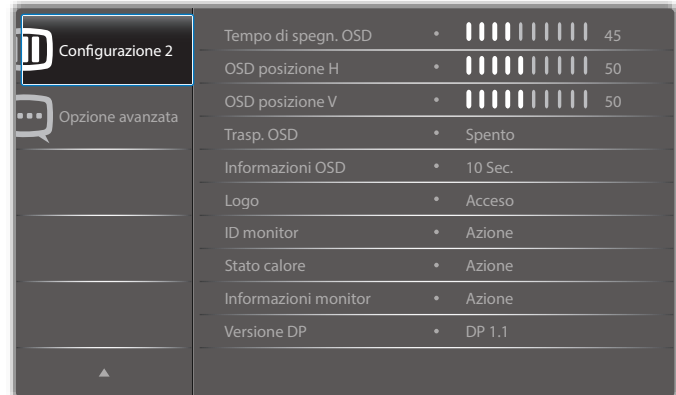 Configurazione 2
Opzione avanzata
Tempo di spegn. OSD • 45
OSD posizione H • 50
OSD posizione V • 50
Trasp. OSD • Spento
Informazioni OSD • 10 Sec.
Logo • Acceso
ID monitor • Azione
Stato calore • Azione
Informazioni monitor • Azione
Versione DP • DP 1.1